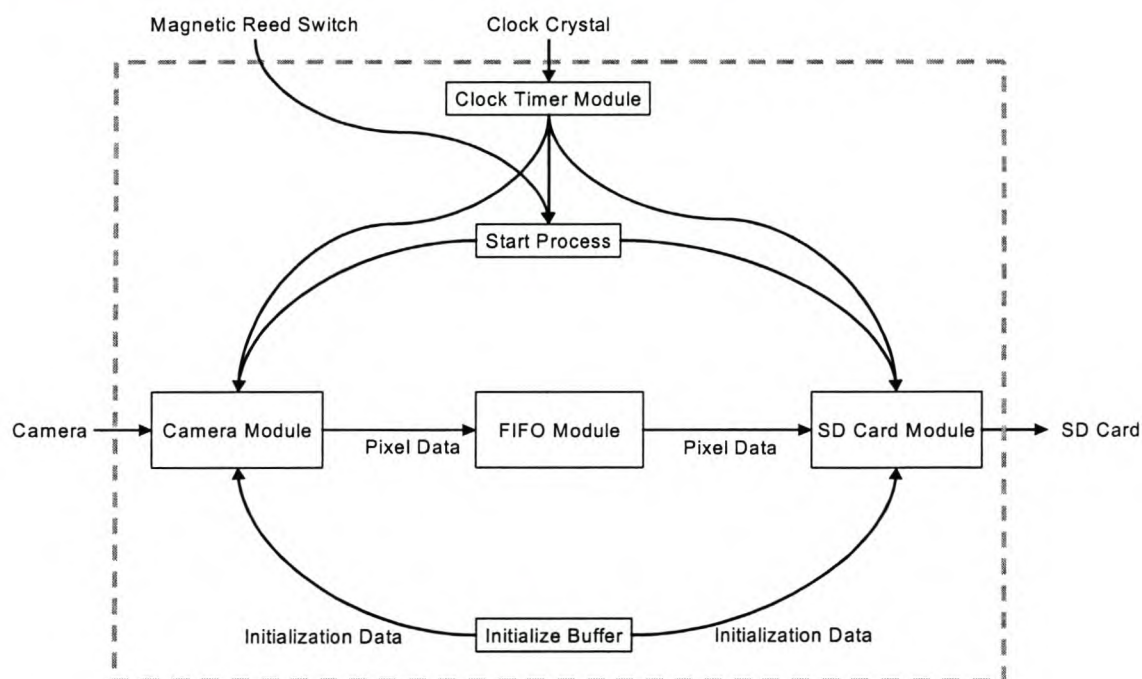 Magnetic Reed Switch
Clock Crystal
Clock Timer Module
Start Process
Camera
Camera Module
Pixel Data
FIFO Module
Pixel Data
SD Card Module
SD Card
Initialization Data
Initialize Buffer
Initialization Data